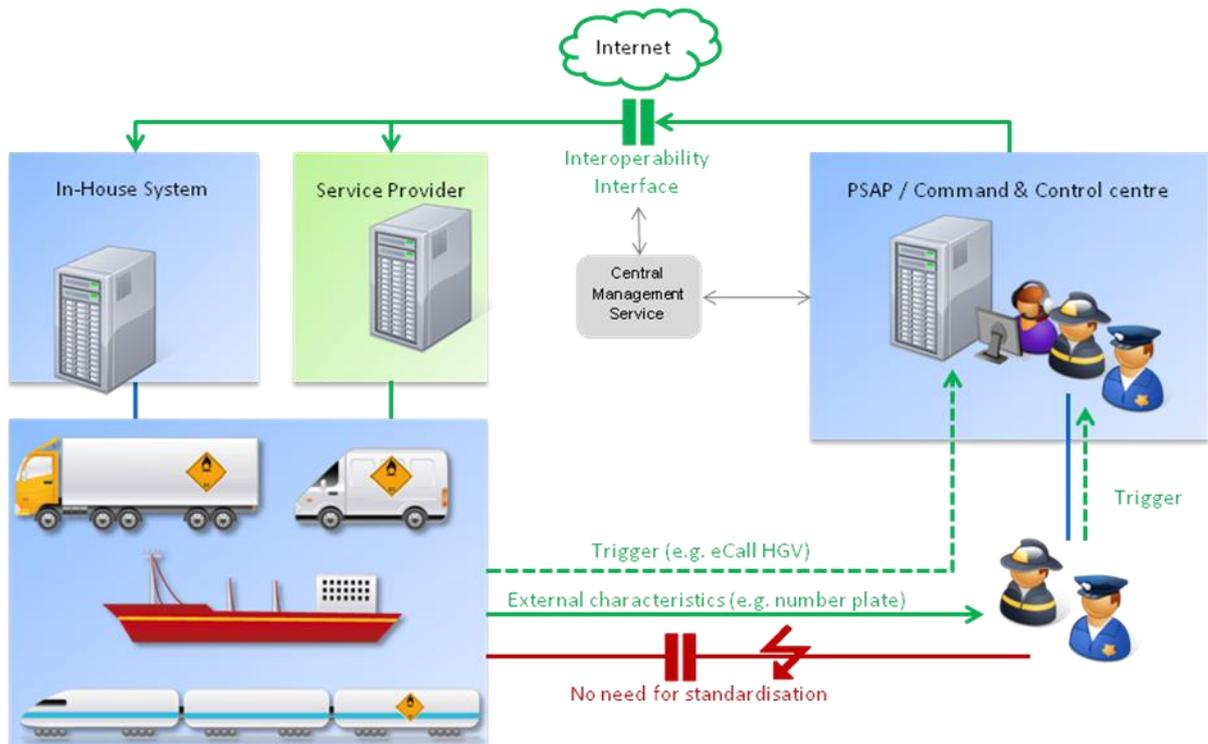 Internet
Interoperability
Interface
In-House System
Service Provider
PSAP / Command & Control centre
Central
Management
Service
Trigger
Trigger (e.g. eCall HGV)
External characteristics (e.g. number plate)
No need for standardisation